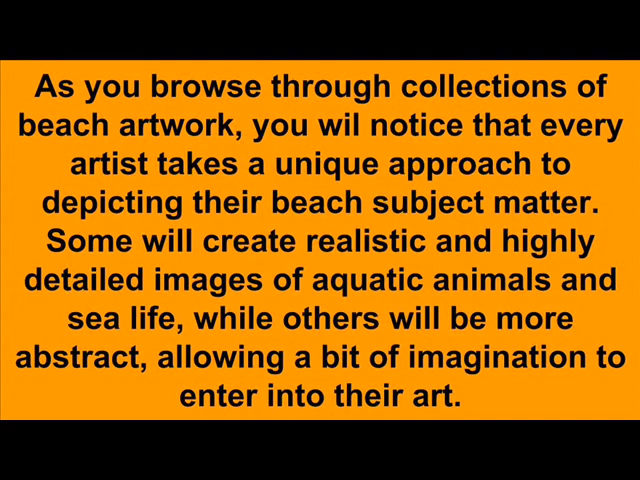 As you browse through collections of
beach artwork, you wil notice that every
artist takes a unique approach to
depicting their beach subject matter.
Some will create realistic and highly
detailed images of aquatic animals and
sea life, while others will be more
abstract, allowing a bit of imagination to
enter into their art.